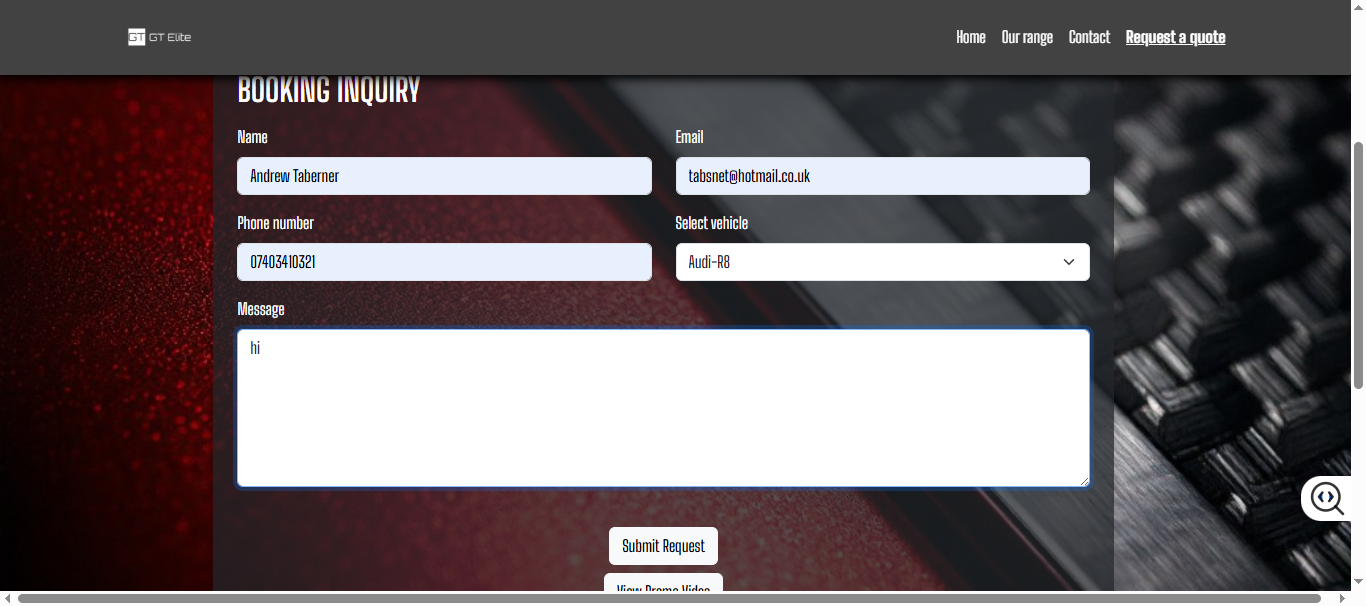 GT GT Elite
Home Our range Contact Request a quote
BOOKING INQUIRY
Name Email
Andrew Taberner tabsnet@hotmail.co.uk
Phone number Select vehicle
07403410321 Audi-R8
Message
hi
Submit Request
View Promo Video